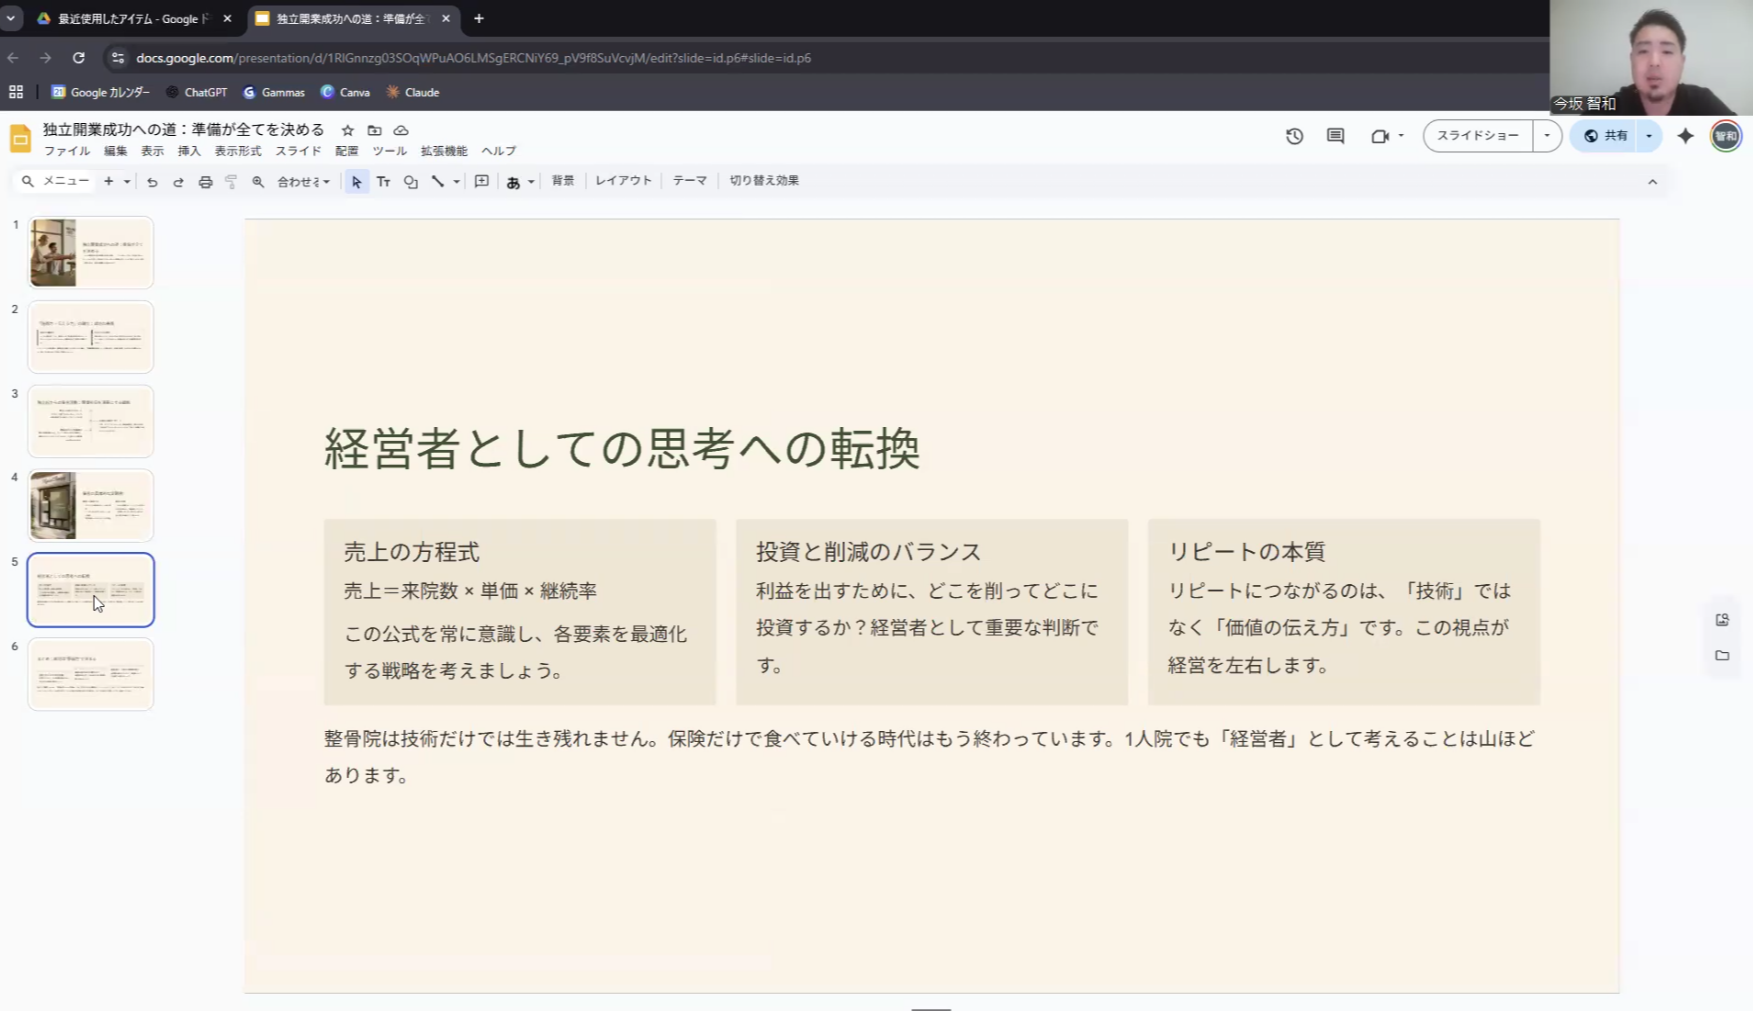 最近使用したアイテム - Google ド
独立開業成功への道：準備が全て
docs.google.com/presentation/d/1RlGnnzg03SOqWPuAO6LMSgERCNiY69_pV9f8SuVcvjM/edit?slide=id.p6#slide=id.p6
Google カレンダー
ChatGPT
Gammas
Canva
Claude
今坂 智和
独立開業成功への道：準備が全てを決める
ファイル 編集 表示 挿入 表示形式 スライド 配置 ツール 拡張機能 ヘルプ
スライドショー
共有
智和
メニュー
合わせる
あ
背景
レイアウト
テーマ
切り替え効果
1
2
3
4
5
6
経営者としての思考への転換
売上の方程式
売上＝来院数 × 単価 × 継続率
この公式を常に意識し、各要素を最適化
する戦略を考えましょう。
投資と削減のバランス
利益を出すために、どこを削ってどこに
投資するか？経営者として重要な判断で
す。
リピートの本質
リピートにつながるのは、「技術」では
なく「価値の伝え方」です。この視点が
経営を左右します。
整骨院は技術だけでは生き残れません。保険だけで食べていける時代はもう終わっています。1人院でも「経営者」として考えることは山ほど
あります。